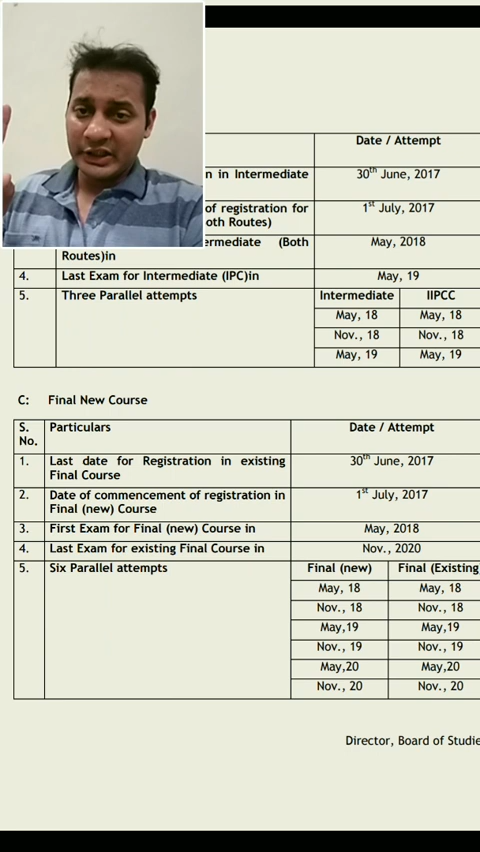 Date / Attempt
n in Intermediate
30th June, 2017
of registration for
oth Routes)
1st July, 2017
ermediate (Both
Routes)in
May, 2018
4. Last Exam for Intermediate (IPC)in May, 19
5. Three Parallel attempts Intermediate IIPCC
May, 18 May, 18
Nov., 18 Nov., 18
May, 19 May, 19
C: Final New Course
S. No. Particulars Date / Attempt
1. Last date for Registration in existing
Final Course
30th June, 2017
2. Date of commencement of registration in
Final (new) Course
1st July, 2017
3. First Exam for Final (new) Course in May, 2018
4. Last Exam for existing Final Course in Nov., 2020
5. Six Parallel attempts Final (new) Final (Existing
May, 18 May, 18
Nov., 18 Nov., 18
May,19 May,19
Nov., 19 Nov., 19
May,20 May,20
Nov., 20 Nov., 20
Director, Board of Studie